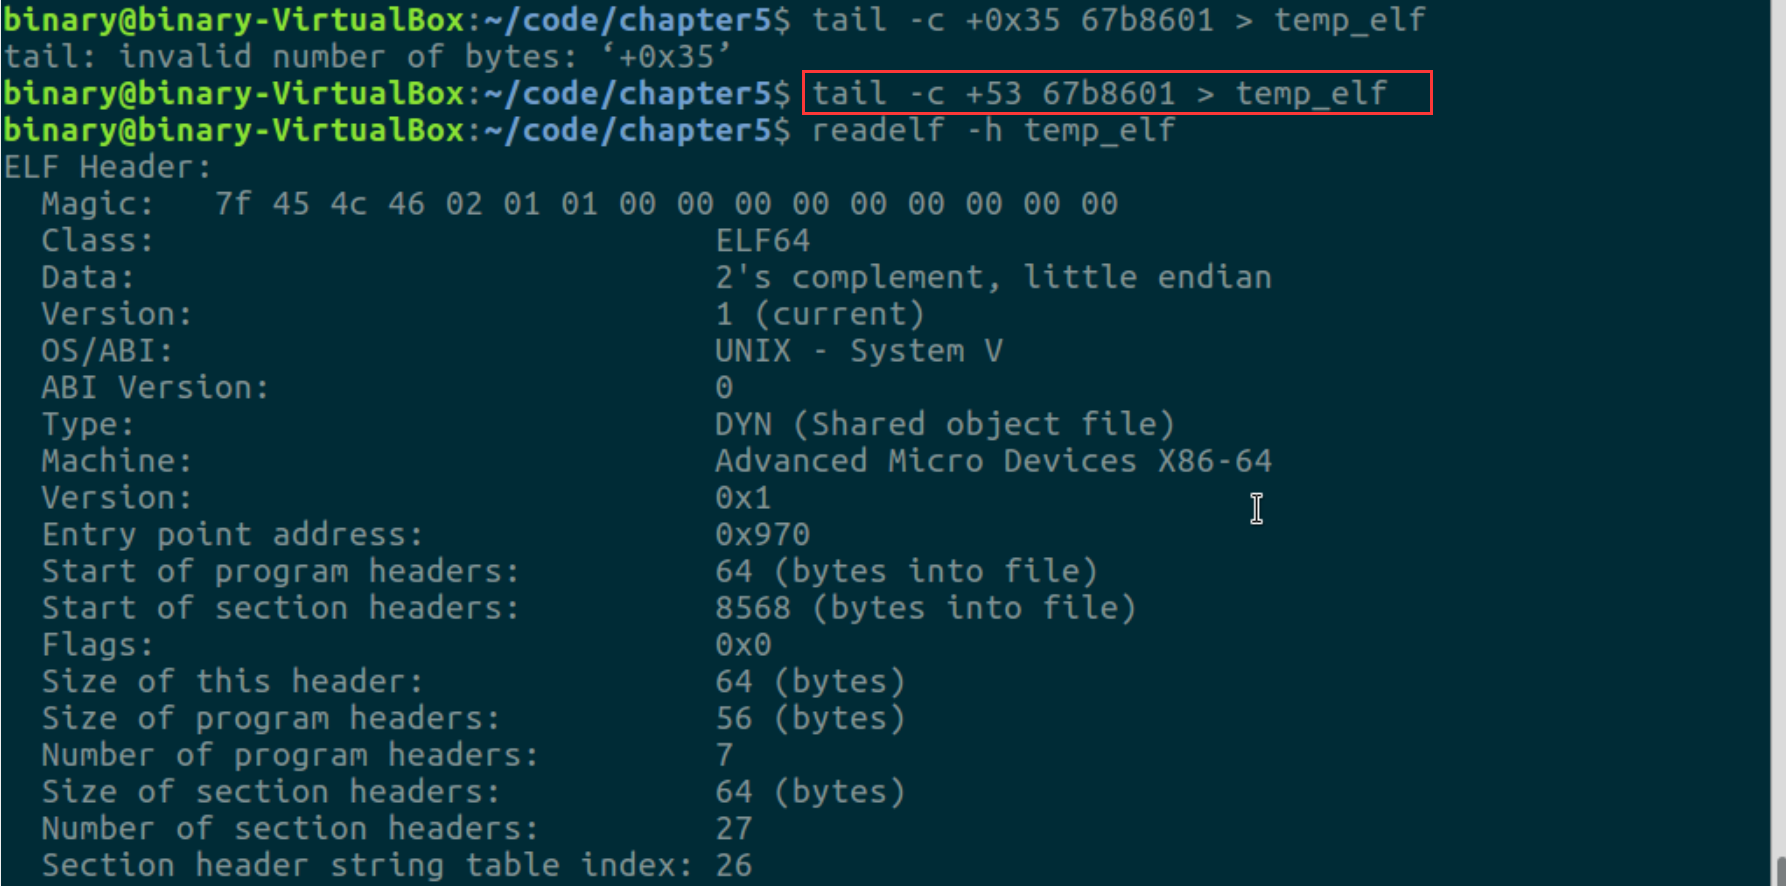 binary@binary-VirtualBox:~/code/chapter5$ tail -c +0x35 67b8601 > temp_elf
tail: invalid number of bytes: ‘+0x35’
binary@binary-VirtualBox:~/code/chapter5$ tail -c +53 67b8601 > temp_elf
binary@binary-VirtualBox:~/code/chapter5$ readelf -h temp_elf
ELF Header:
  Magic:   7f 45 4c 46 02 01 01 00 00 00 00 00 00 00 00 00
  Class:                             ELF64
  Data:                              2's complement, little endian
  Version:                           1 (current)
  OS/ABI:                            UNIX - System V
  ABI Version:                       0
  Type:                              DYN (Shared object file)
  Machine:                           Advanced Micro Devices X86-64
  Version:                           0x1
  Entry point address:               0x970
  Start of program headers:          64 (bytes into file)
  Start of section headers:          8568 (bytes into file)
  Flags:                             0x0
  Size of this header:               64 (bytes)
  Size of program headers:           56 (bytes)
  Number of program headers:         7
  Size of section headers:           64 (bytes)
  Number of section headers:         27
  Section header string table index: 26